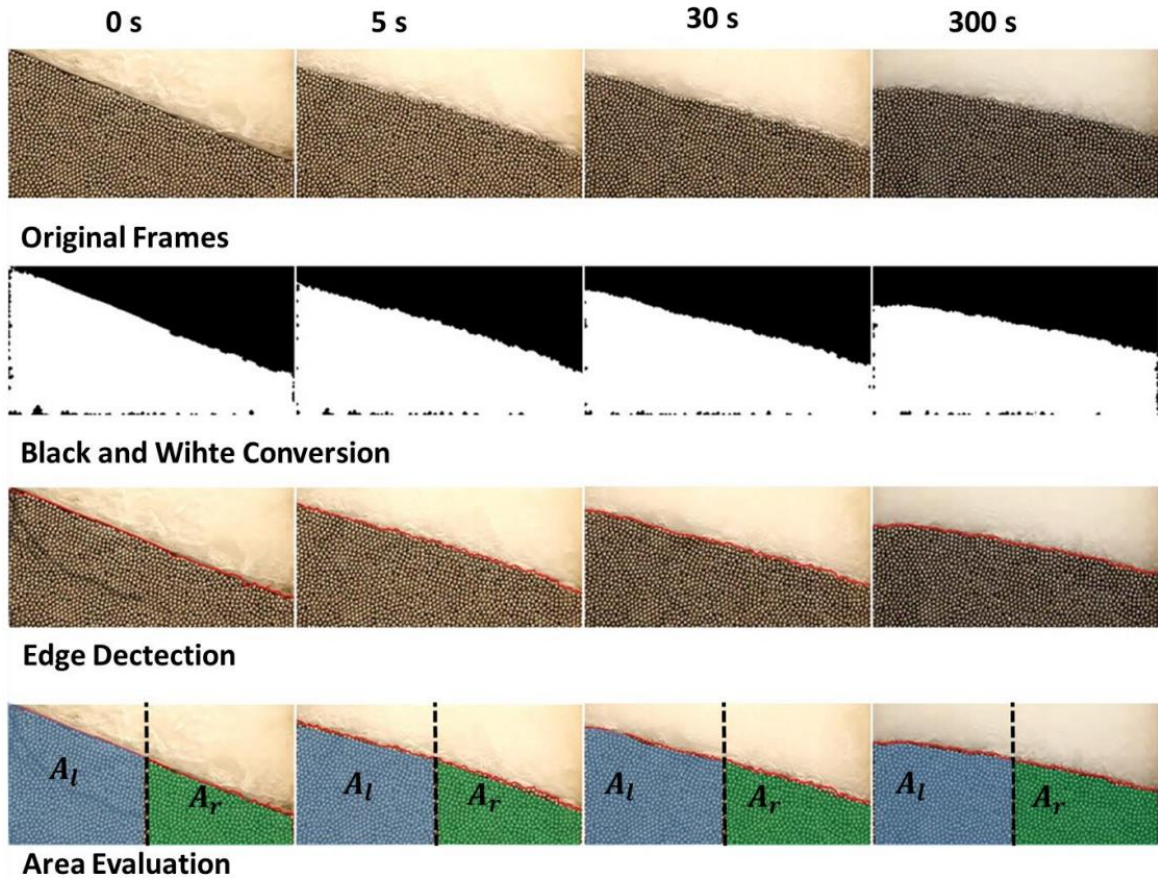 0 s 5 s 30 s 300 s
Original Frames
Black and Wihte Conversion
Edge Dectection
A_l A_r A_l A_r A_l A_r A_l A_r
Area Evaluation